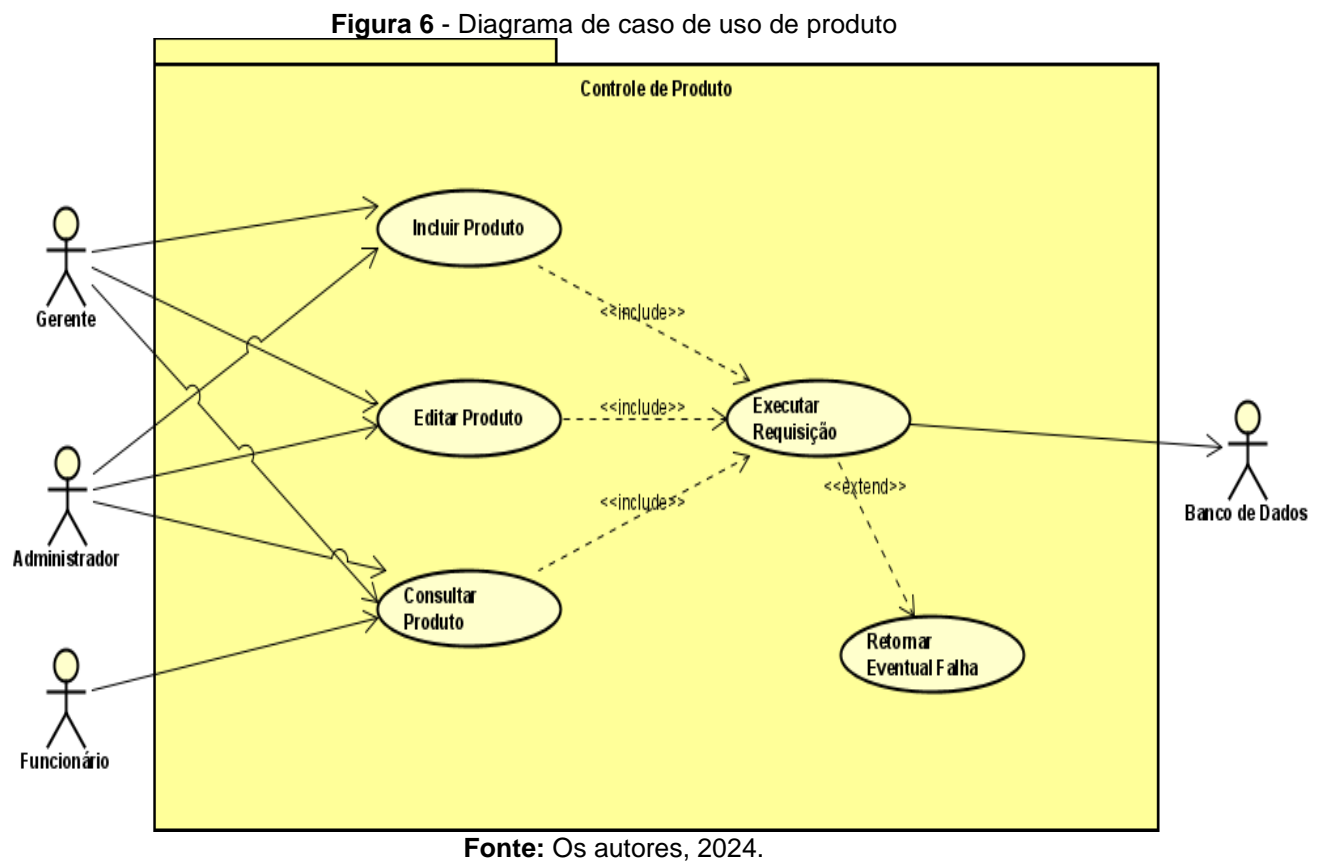 Figura 6 - Diagrama de caso de uso de produto
Controle de Produto
Incluir Produto
Gerente
<<include>>
Editar Produto
<<include>>
Executar
Requisição
<<include>>
<<extend>>
Banco de Dados
Administrador
Consultar
Produto
Retornar
Eventual Falha
Funcionário
Fonte: Os autores, 2024.